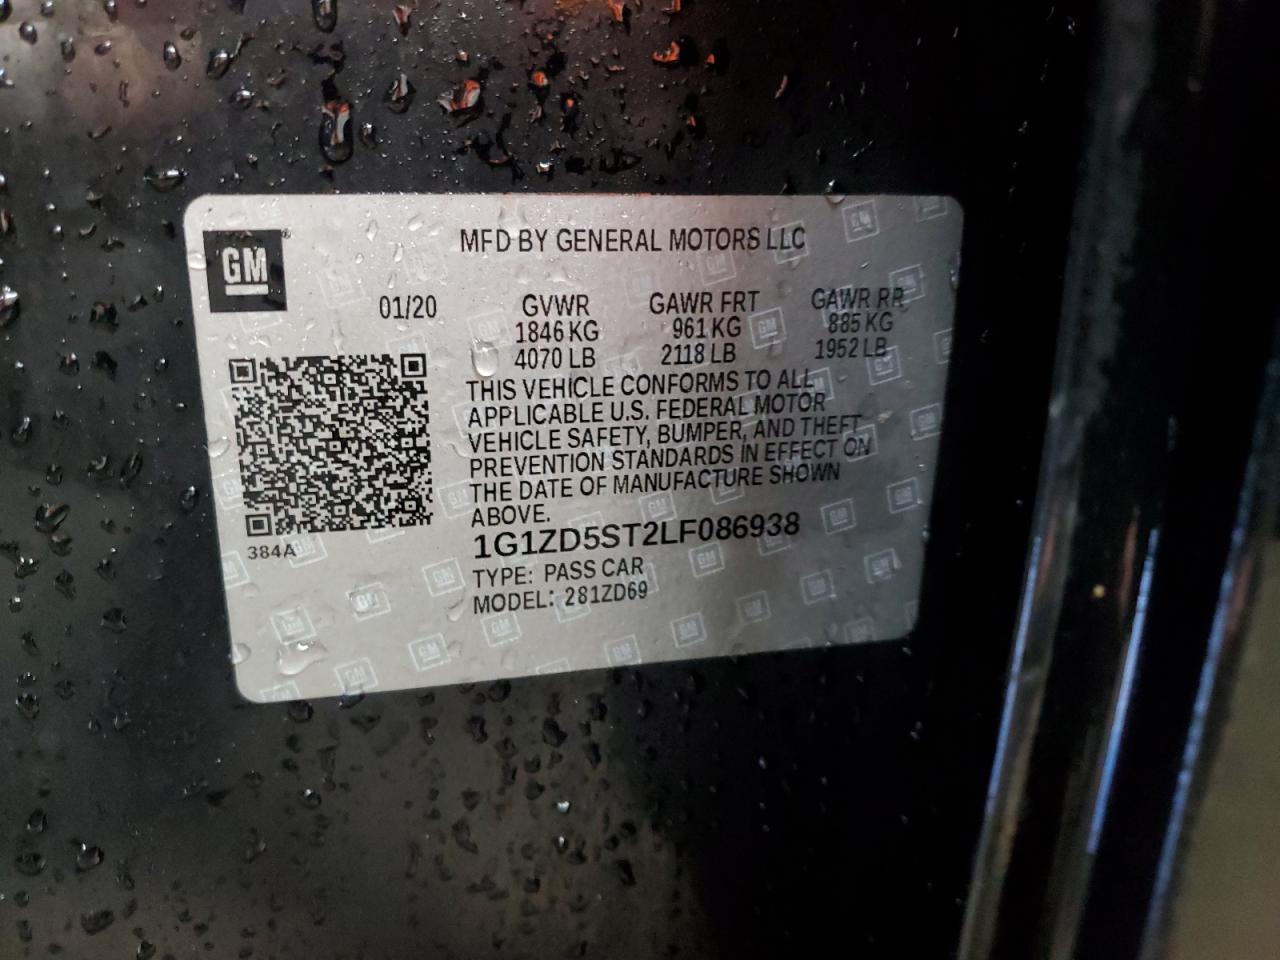 GM
MFD BY GENERAL MOTORS LLC
01/20 GVWR GAWR FRT GAWR RR
1846 KG 961 KG 885 KG
4070 LB 2118 LB 1952 LB
THIS VEHICLE CONFORMS TO ALL
APPLICABLE U.S. FEDERAL MOTOR
VEHICLE SAFETY, BUMPER, AND THEFT
PREVENTION STANDARDS IN EFFECT ON
THE DATE OF MANUFACTURE SHOWN
ABOVE.
384A
1G1ZD5ST2LF086938
TYPE: PASS CAR
MODEL: 281ZD69